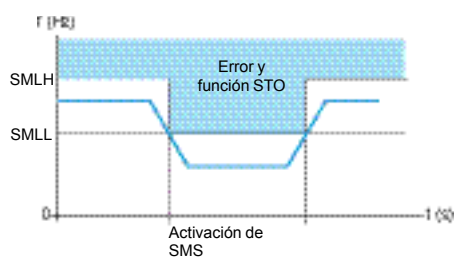 f [Hz]
SMLH
Error y
función STO
SMLL
0
t (s)
Activación de
SMS